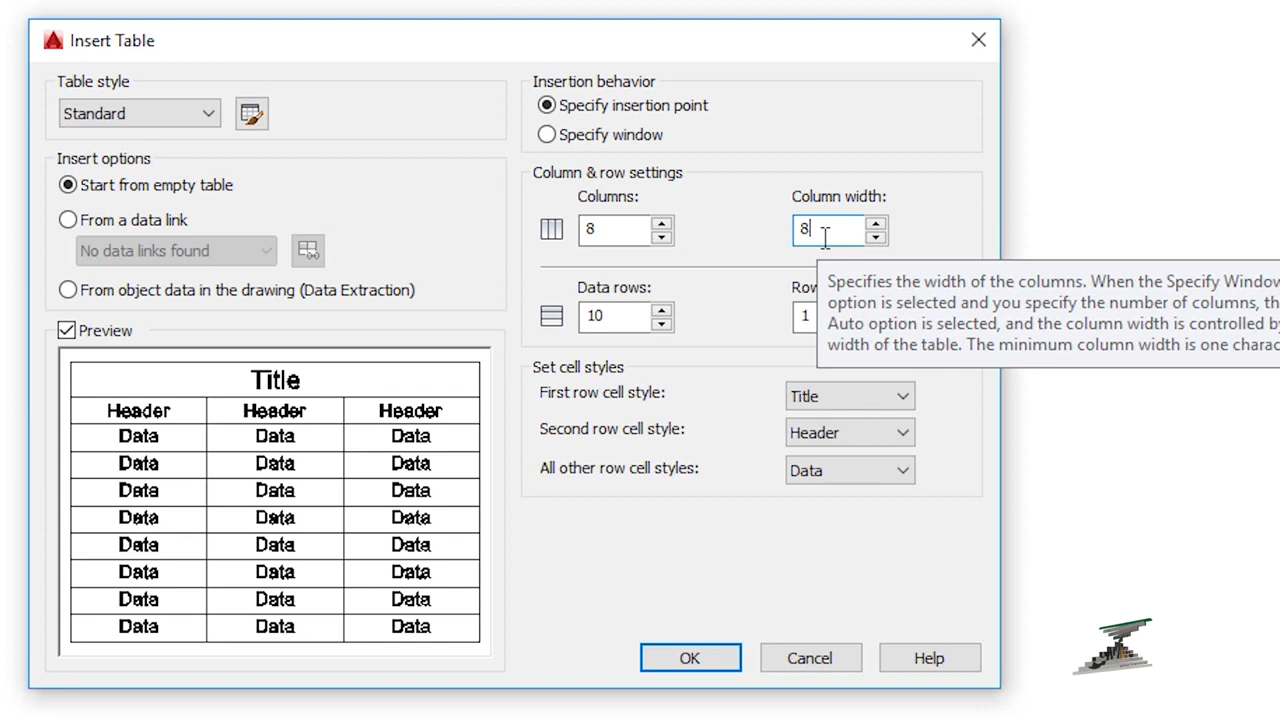 Insert Table
Table style
Standard
Insert options
Start from empty table
From a data link
No data links found
From object data in the drawing (Data Extraction)
Preview
Title
Header Header Header
Data Data Data
Data Data Data
Data Data Data
Data Data Data
Data Data Data
Data Data Data
Data Data Data
Data Data Data
Insertion behavior
Specify insertion point
Specify window
Column & row settings
Columns: Column width:
8 8
Data rows:
10 1
Specifies the width of the columns. When the Specify Window
option is selected and you specify the number of columns,
Auto option is selected, and the column width is controlled
width of the table. The minimum column width is one
Set cell styles
First row cell style: Title
Second row cell style: Header
All other row cell styles: Data
OK Cancel Help